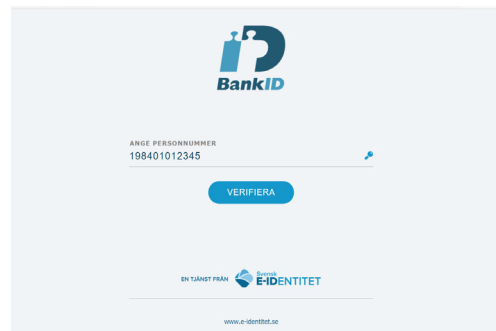 BankID
ANGE PERSONNUMMER
198401012345
VERIFIERA
EN TJÄNST FRÅN Svensk E-IDENTITET
www.e-identitet.se